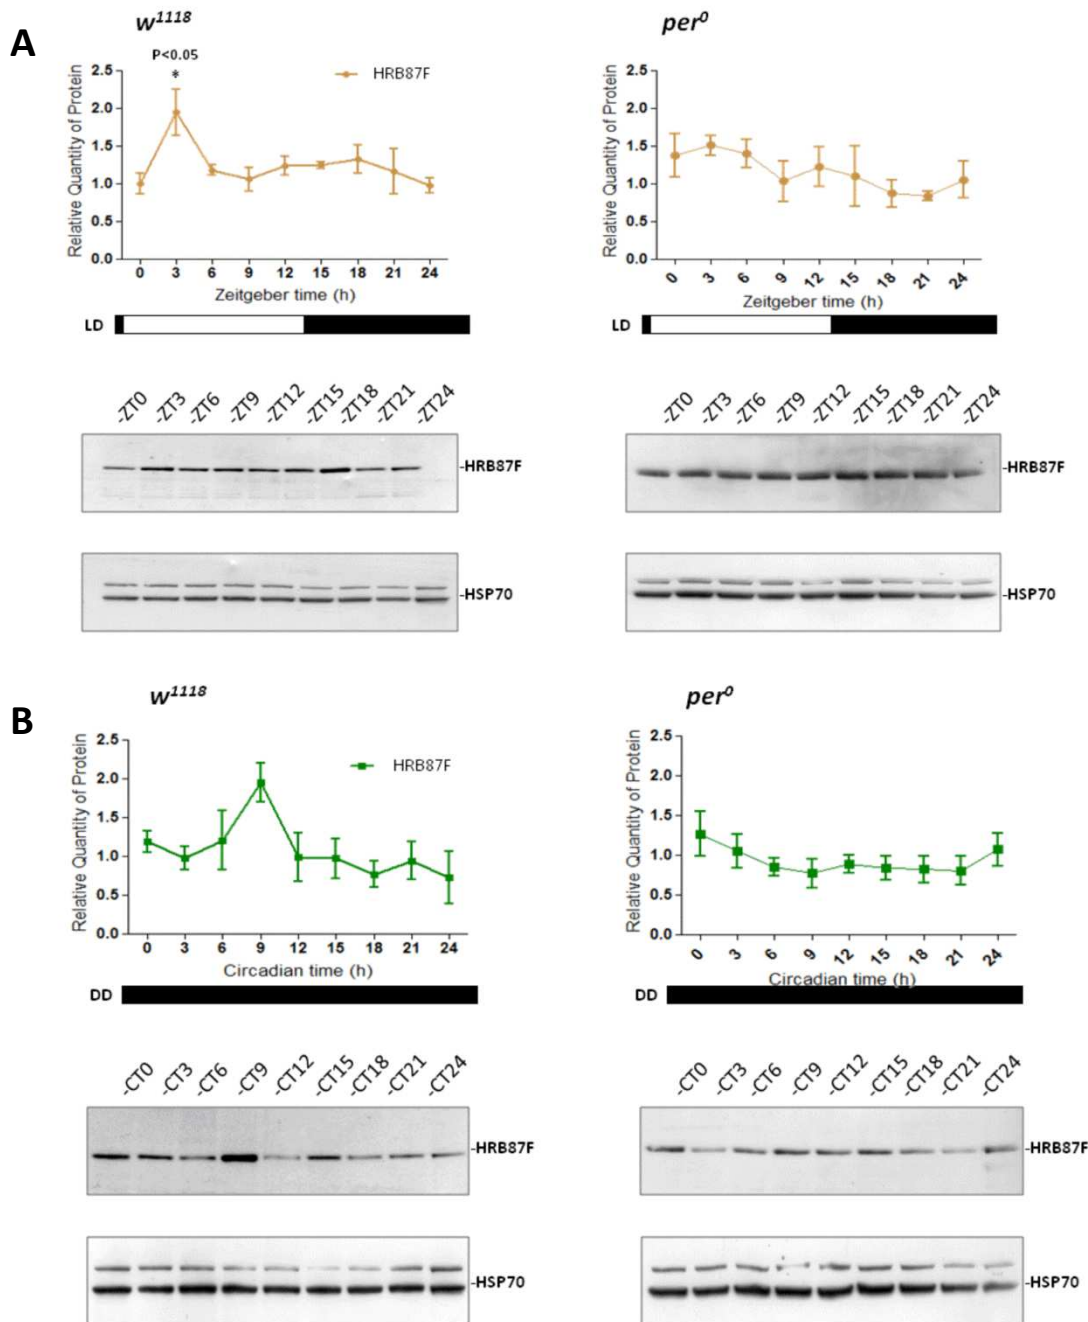 A
w¹¹¹⁸
per⁰
P<0.05
*
HRB87F
Relative Quantity of Protein
2.5
2.0
1.5
1.0
0.5
0.0
0 3 6 9 12 15 18 21 24
Zeitgeber time (h)
LD
Relative Quantity of Protein
2.5
2.0
1.5
1.0
0.5
0.0
0 3 6 9 12 15 18 21 24
Zeitgeber time (h)
LD
-ZT0 -ZT3 -ZT6 -ZT9 -ZT12 -ZT15 -ZT18 -ZT21 -ZT24
-HRB87F
-HSP70
-ZT0 -ZT3 -ZT6 -ZT9 -ZT12 -ZT15 -ZT18 -ZT21 -ZT24
-HRB87F
-HSP70
B
w¹¹¹⁸
per⁰
HRB87F
Relative Quantity of Protein
2.5
2.0
1.5
1.0
0.5
0.0
0 3 6 9 12 15 18 21 24
Circadian time (h)
DD
Relative Quantity of Protein
2.5
2.0
1.5
1.0
0.5
0.0
0 3 6 9 12 15 18 21 24
Circadian time (h)
DD
-CT0 -CT3 -CT6 -CT9 -CT12 -CT15 -CT18 -CT21 -CT24
-HRB87F
-HSP70
-CT0 -CT3 -CT6 -CT9 -CT12 -CT15 -CT18 -CT21 -CT24
-HRB87F
-HSP70